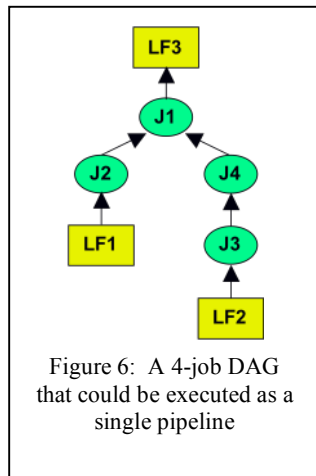 LF3
J1
J2
J4
LF1
J3
LF2
Figure 6: A 4-job DAG
that could be executed as a
single pipeline